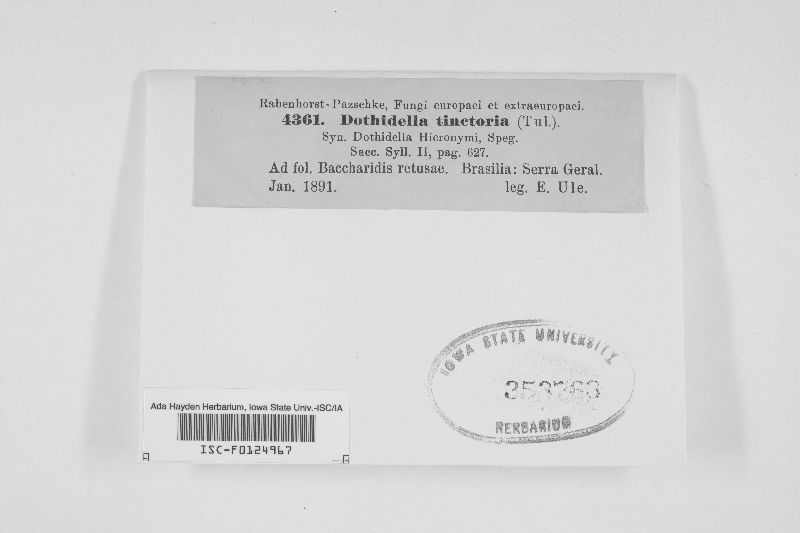 Rabenhorst-Pazschke, Fungi europaei et extraeuropaei.
4361. Dothidella tinctoria (Tul.).
Syn. Dothidella Hieronymi, Speg.
Sacc. Syll. II, pag. 627.
Ad fol. Baccharidis retusae. Brasilia: Serra Geral.
Jan. 1891. leg. E. Ule.
IOWA STATE UNIVERSITY
HERBARIUM
Ada Hayden Herbarium, Iowa State Univ.-ISC/IA
ISC-F0124967